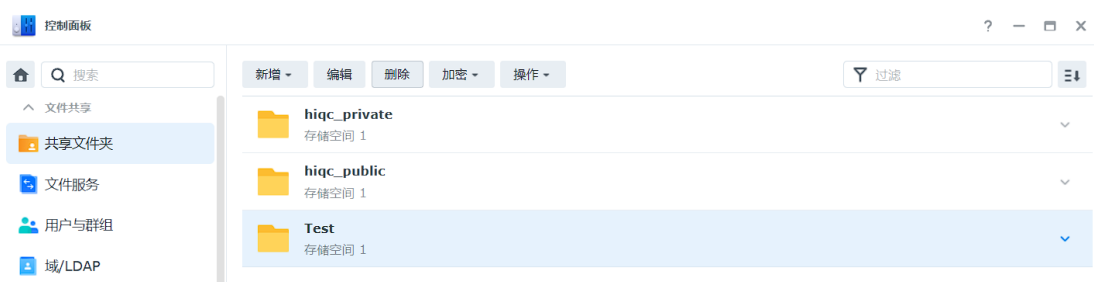 控制面板
搜索
新增 编辑 删除 加密 操作 过滤
文件共享
共享文件夹
文件服务
用户与群组
域/LDAP
hiqc_private
存储空间 1
hiqc_public
存储空间 1
Test
存储空间 1